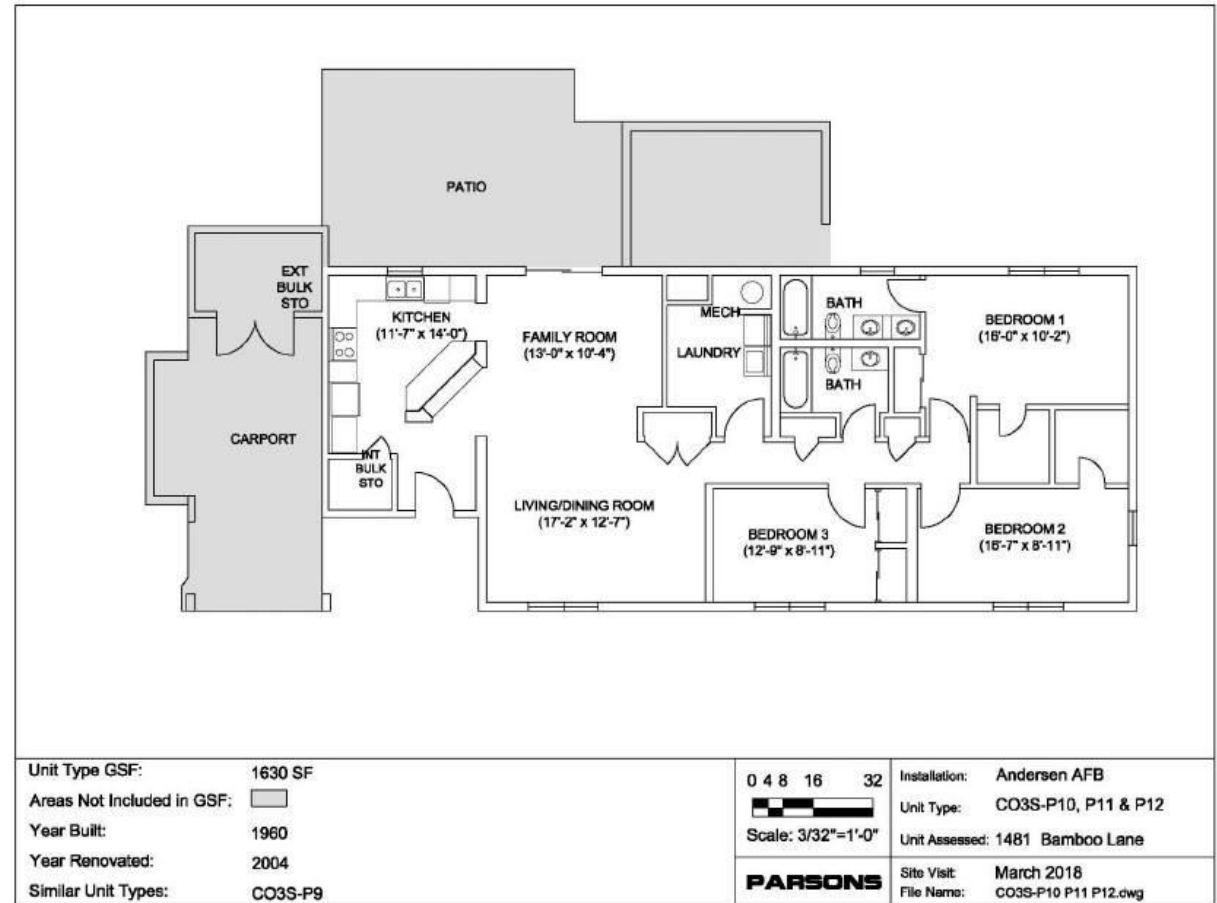 PATIO
EXT
BULK
STO
KITCHEN
(11'-7" x 14'-0")
FAMILY ROOM
(13'-0" x 10'-4")
MECH
LAUNDRY
BATH
BATH
BEDROOM 1
(16'-0" x 10'-2")
CARPORT
INT
BULK
STO
LIVING/DINING ROOM
(17'-2" x 12'-7")
BEDROOM 3
(12'-9" x 8'-11")
BEDROOM 2
(16'-7" x 8'-11")
Unit Type GSF: 1630 SF
Areas Not Included in GSF:
Year Built: 1960
Year Renovated: 2004
Similar Unit Types: CO3S-P9
0 4 8 16 32
Scale: 3/32"=1'-0"
PARSONS
Installation: Andersen AFB
Unit Type: CO3S-P10, P11 & P12
Unit Assessed: 1481 Bamboo Lane
Site Visit: March 2018
File Name: CO3S-P10 P11 P12.dwg